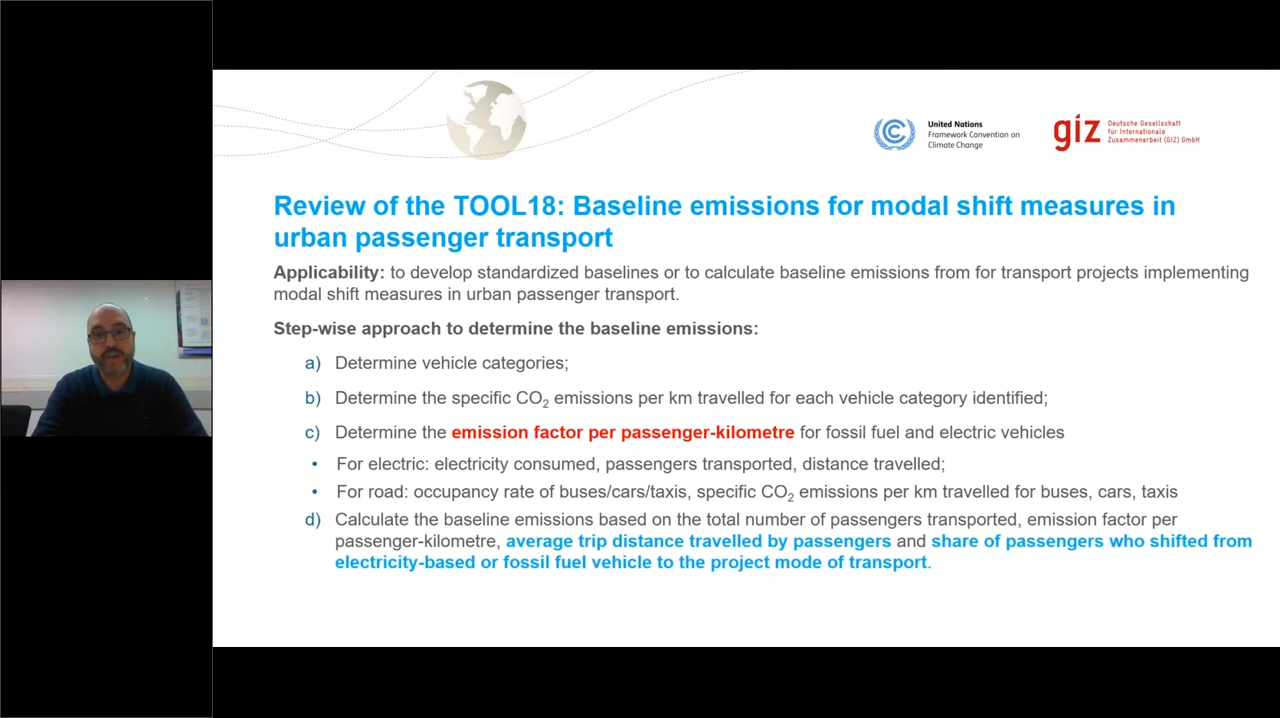 United Nations
Framework Convention on
Climate Change
giz
Deutsche Gesellschaft
für Internationale
Zusammenarbeit (GIZ) GmbH
Review of the TOOL18: Baseline emissions for modal shift measures in
urban passenger transport
Applicability: to develop standardized baselines or to calculate baseline emissions from for transport projects implementing
modal shift measures in urban passenger transport.
Step-wise approach to determine the baseline emissions:
a) Determine vehicle categories;
b) Determine the specific CO₂ emissions per km travelled for each vehicle category identified;
c) Determine the emission factor per passenger-kilometre for fossil fuel and electric vehicles
• For electric: electricity consumed, passengers transported, distance travelled;
• For road: occupancy rate of buses/cars/taxis, specific CO₂ emissions per km travelled for buses, cars, taxis
d) Calculate the baseline emissions based on the total number of passengers transported, emission factor per
passenger-kilometre, average trip distance travelled by passengers and share of passengers who shifted from
electricity-based or fossil fuel vehicle to the project mode of transport.